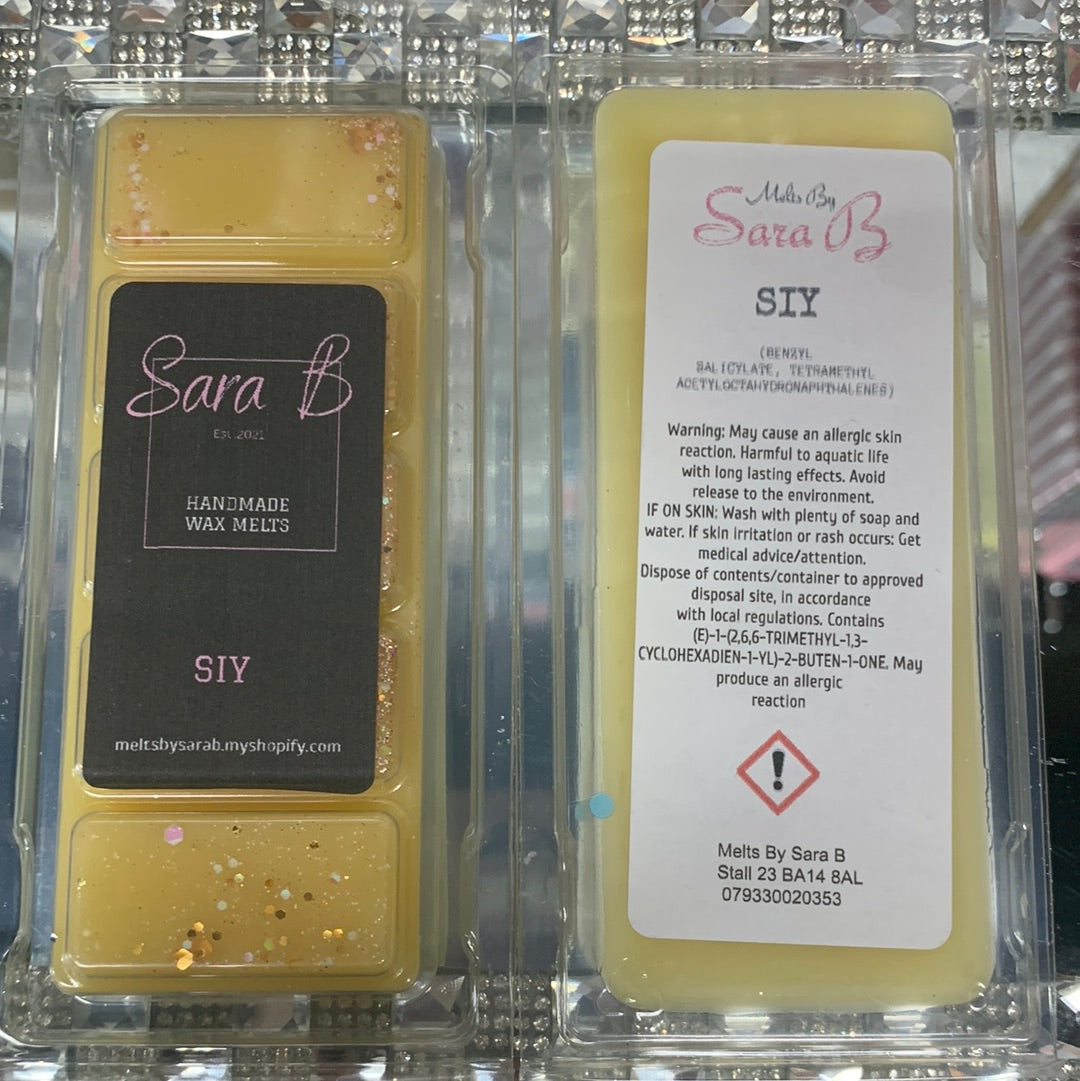 Sara B
Est 2021
HANDMADE
WAX MELTS
SIY
meltsbysarab.myshopify.com
Melts By
Sara B
SIY
(BENZYL
SALICYLATE, TETRAMETHYL
ACETYLOCTAHYDRONAPHTHALENES)
Warning: May cause an allergic skin
reaction. Harmful to aquatic life
with long lasting effects. Avoid
release to the environment.
IF ON SKIN: Wash with plenty of soap and
water. If skin irritation or rash occurs: Get
medical advice/attention.
Dispose of contents/container to approved
disposal site, in accordance
with local regulations. Contains
(E)-1-(2,6,6-TRIMETHYL-1,3-
CYCLOHEXADIEN-1-YL)-2-BUTEN-1-ONE. May
produce an allergic
reaction
Melts By Sara B
Stall 23 BA14 8AL
079330020353